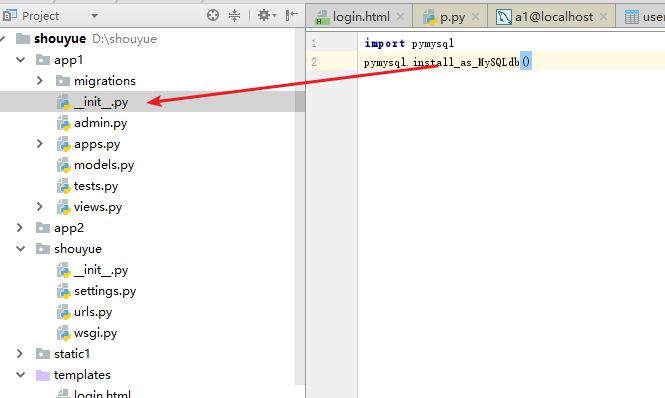 Project
login.html
p.py
a1@localhost
user
shouyue D:\shouyue
app1
migrations
__init__.py
admin.py
apps.py
models.py
tests.py
views.py
app2
shouyue
__init__.py
settings.py
urls.py
wsgi.py
static1
templates
login.html
1 import pymysql
2 pymysql.install_as_MySQLdb()